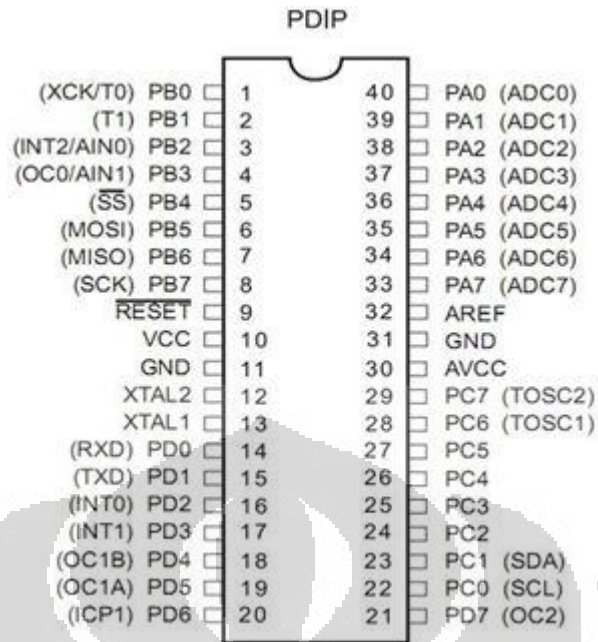 PDIP
(XCK/T0) PB0 1 40 PA0 (ADC0)
(T1) PB1 2 39 PA1 (ADC1)
(INT2/AIN0) PB2 3 38 PA2 (ADC2)
(OC0/AIN1) PB3 4 37 PA3 (ADC3)
(SS) PB4 5 36 PA4 (ADC4)
(MOSI) PB5 6 35 PA5 (ADC5)
(MISO) PB6 7 34 PA6 (ADC6)
(SCK) PB7 8 33 PA7 (ADC7)
RESET 9 32 AREF
VCC 10 31 GND
GND 11 30 AVCC
XTAL2 12 29 PC7 (TOSC2)
XTAL1 13 28 PC6 (TOSC1)
(RXD) PD0 14 27 PC5
(TXD) PD1 15 26 PC4
(INT0) PD2 16 25 PC3
(INT1) PD3 17 24 PC2
(OC1B) PD4 18 23 PC1 (SDA)
(OC1A) PD5 19 22 PC0 (SCL)
(ICP1) PD6 20 21 PD7 (OC2)